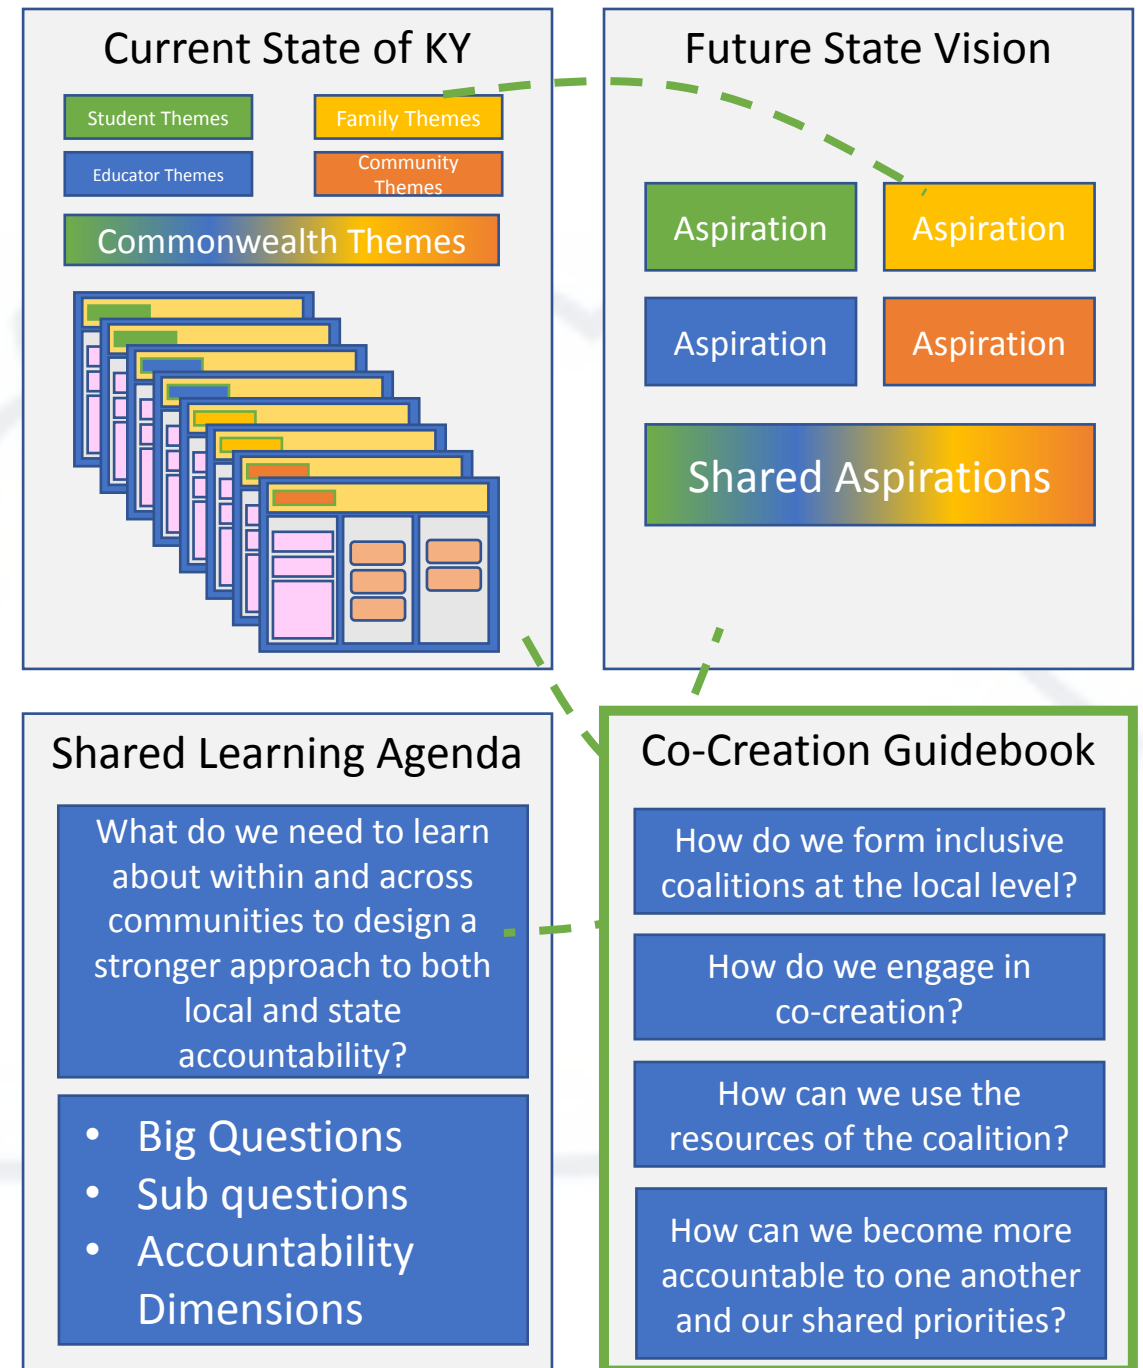 Current State of KY
Student Themes
Family Themes
Educator Themes
Community
Themes
Commonwealth Themes
Future State Vision
Aspiration
Aspiration
Aspiration
Aspiration
Shared Aspirations
Shared Learning Agenda
What do we need to learn
about within and across
communities to design a
stronger approach to both
local and state
accountability?
• Big Questions
• Sub questions
• Accountability
Dimensions
Co-Creation Guidebook
How do we form inclusive
coalitions at the local level?
How do we engage in
co-creation?
How can we use the
resources of the coalition?
How can we become more
accountable to one another
and our shared priorities?